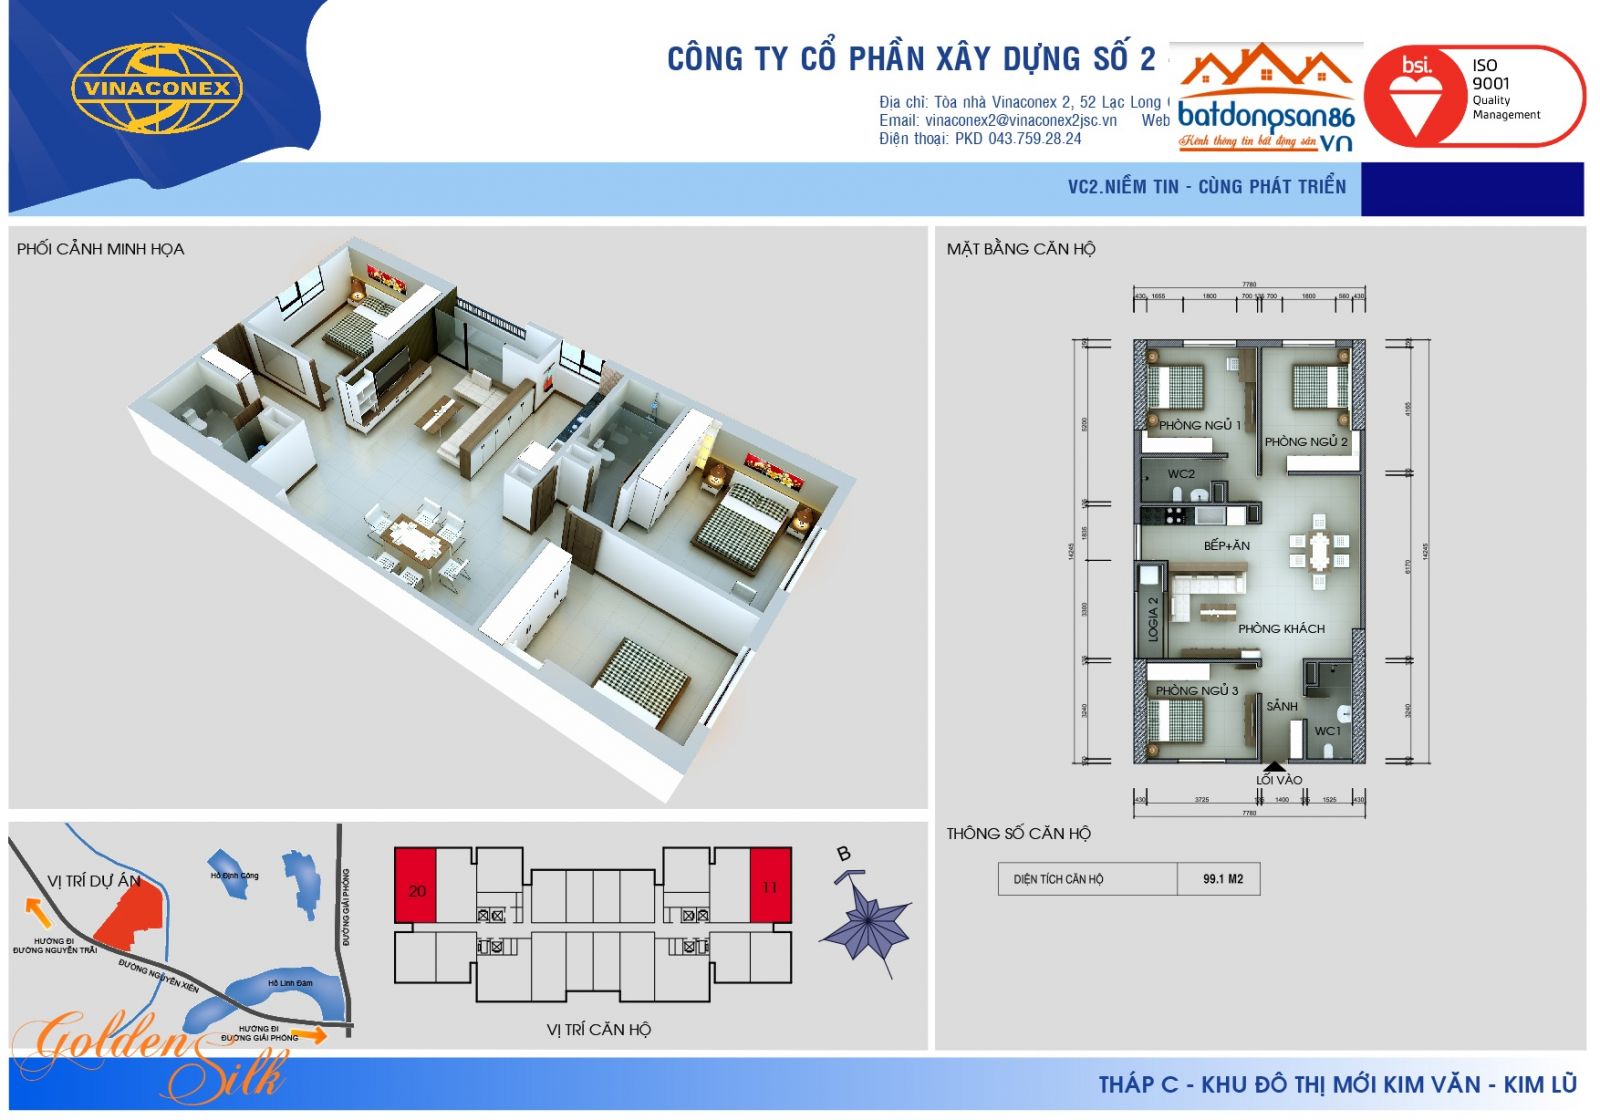 VINACONEX
CÔNG TY CỔ PHẦN XÂY DỰNG SỐ 2
Địa chỉ: Tòa nhà Vinaconex 2, 52 Lạc Long
Email: vinaconex2@vinaconex2jsc.vn Web
Điện thoại: PKD 043.759.28.24
batdongsan86
Kênh thông tin bất động sản VN
bsi.
ISO
9001
Quality
Management
VC2.NIỀM TIN - CÙNG PHÁT TRIỂN
PHỐI CẢNH MINH HỌA
MẶT BẰNG CĂN HỘ
7780
430 1655 1800 700 135 700 1600 580 430
PHÒNG NGỦ 1
PHÒNG NGỦ 2
WC2
BẾP+ĂN
LOGIA 2
PHÒNG KHÁCH
PHÒNG NGỦ 3
SẢNH
WC1
LỐI VÀO
14245
5200
1835
3300
3240
4165
6170
3240
14245
430 3725 135 1400 135 1525 430
7780
THÔNG SỐ CĂN HỘ
DIỆN TÍCH CĂN HỘ 99.1 M2
VỊ TRÍ DỰ ÁN
Hồ Định Công
ĐƯỜNG GIẢI PHÓNG
HƯỚNG ĐI
ĐƯỜNG NGUYỄN TRÃI
ĐƯỜNG NGUYỄN XIỂN
Hồ Linh Đàm
HƯỚNG ĐI
ĐƯỜNG GIẢI PHÓNG
20
11
B
VỊ TRÍ CĂN HỘ
Golden Silk
THÁP C - KHU ĐÔ THỊ MỚI KIM VĂN - KIM LŨ